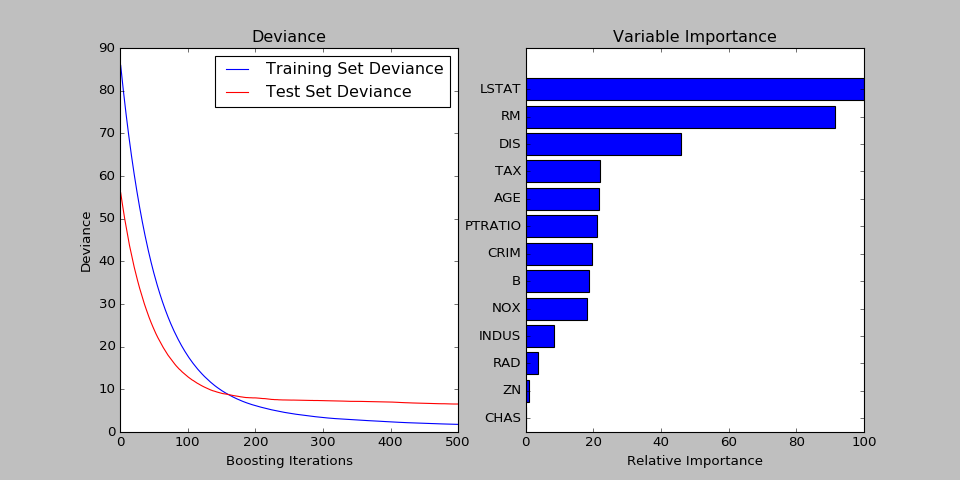 Deviance
90
80
70
60
50
40
30
20
10
0
Deviance
Training Set Deviance
Test Set Deviance
0 100 200 300 400 500
Boosting Iterations
Variable Importance
LSTAT
RM
DIS
TAX
AGE
PTRATIO
CRIM
B
NOX
INDUS
RAD
ZN
CHAS
0 20 40 60 80 100
Relative Importance